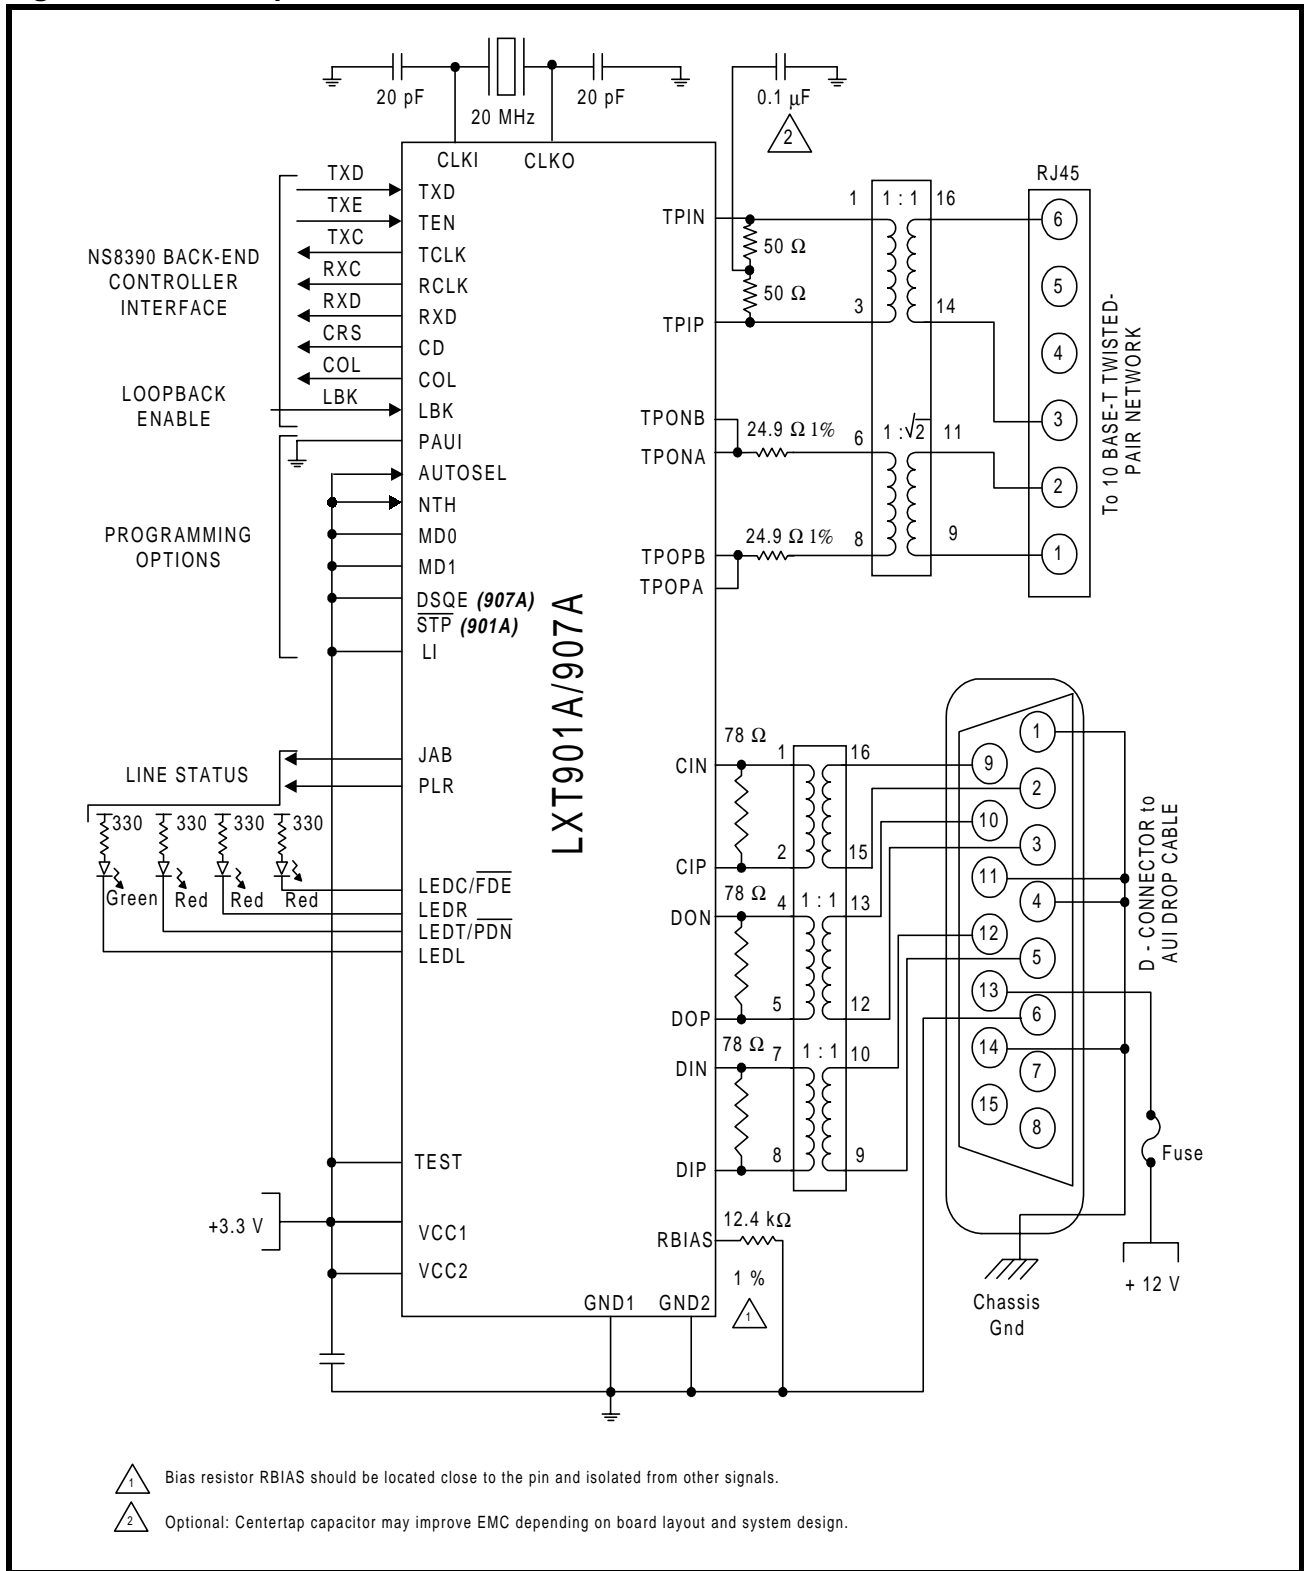 20 pF
20 MHz
20 pF
0.1 μF
2
CLKI
CLKO
TXD
TXE
TXC
RXC
RXD
CRS
COL
LBK
NS8390 BACK-END
CONTROLLER
INTERFACE
LOOPBACK
ENABLE
PROGRAMMING
OPTIONS
TXD
TEN
TCLK
RCLK
RXD
CD
COL
LBK
PAUI
AUTOSEL
NTH
MD0
MD1
DSQE (907A)
STP (901A)
LI
LXT901A/907A
TPIN
TPIP
TPONB
TPONA
TPOPB
TPOPA
50 Ω
50 Ω
24.9 Ω 1%
24.9 Ω 1%
1
1 : 1
16
3
14
6
1 :√2
11
8
9
RJ45
6
5
4
3
2
1
To 10 BASE-T TWISTED-
PAIR NETWORK
LINE STATUS
JAB
PLR
330
330
330
330
Green
Red
Red
Red
LEDC/FDE
LEDR
LEDT/PDN
LEDL
CIN
CIP
DON
DOP
DIN
DIP
78 Ω
78 Ω
78 Ω
1
16
2
15
4
1 : 1
13
5
12
7
1 : 1
10
8
9
1
9
2
10
3
11
4
12
5
13
6
14
7
15
8
D - CONNECTOR to
AUI DROP CABLE
Fuse
+ 12 V
Chassis
Gnd
TEST
+3.3 V
VCC1
VCC2
RBIAS
12.4 kΩ
1 %
1
GND1
GND2
1 Bias resistor RBIAS should be located close to the pin and isolated from other signals.
2 Optional: Centertap capacitor may improve EMC depending on board layout and system design.